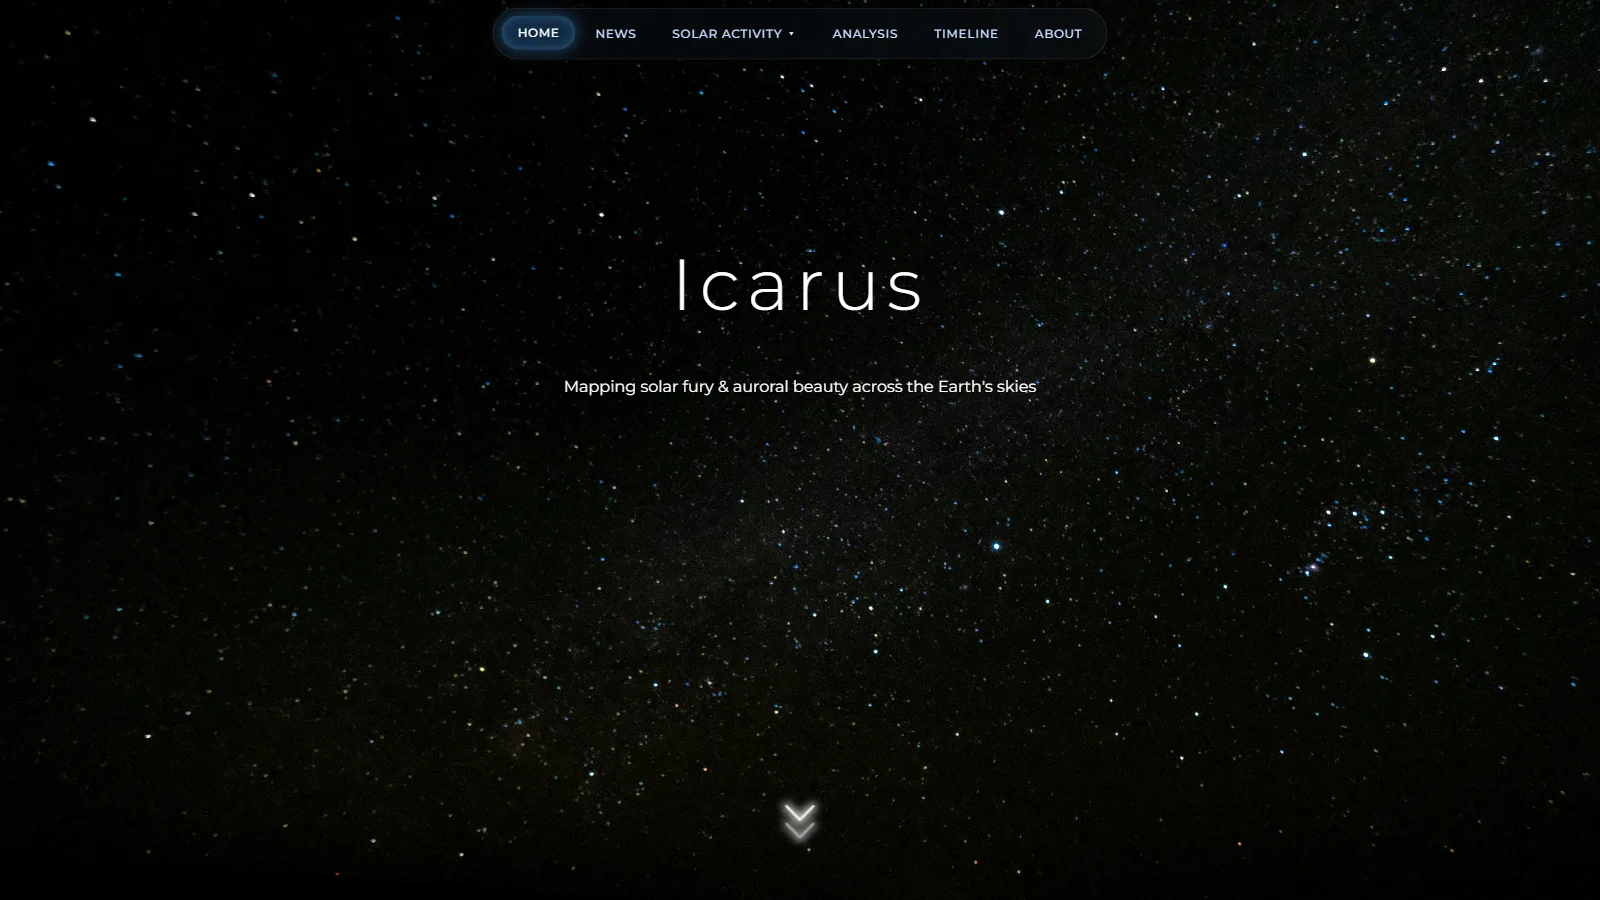 HOME NEWS SOLAR ACTIVITY ▾ ANALYSIS TIMELINE ABOUT
Icarus
Mapping solar fury & auroral beauty across the Earth's skies